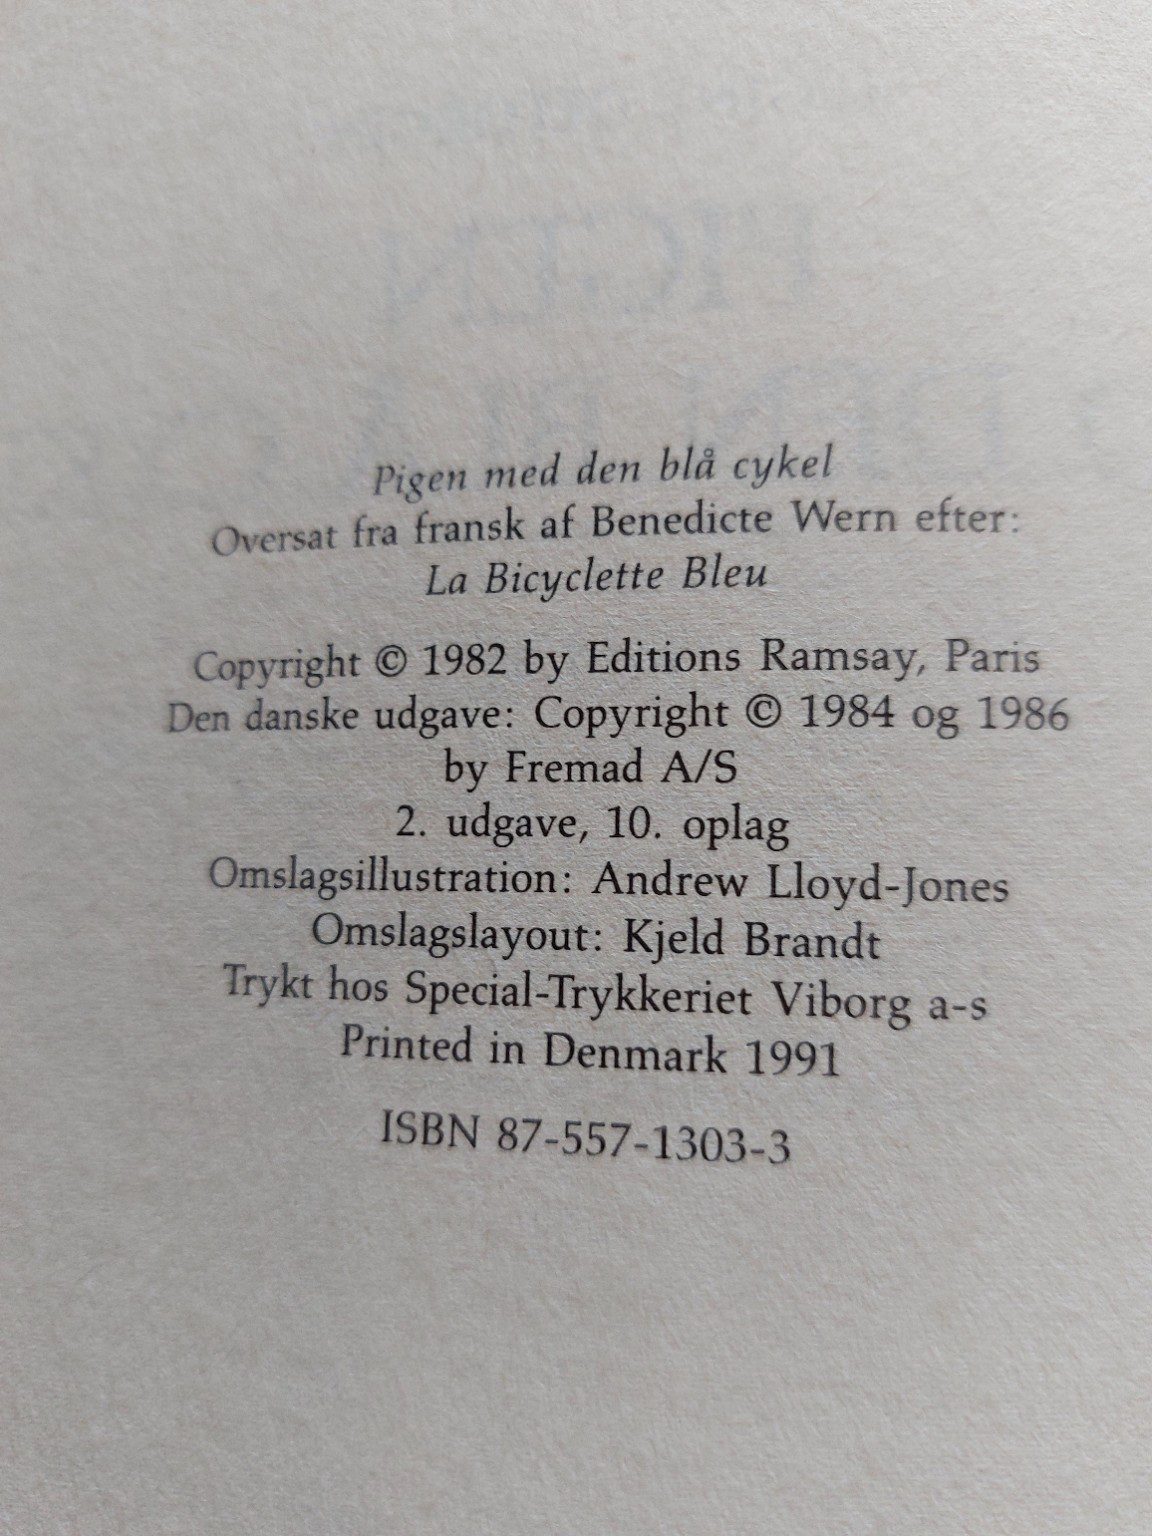 Pigen med den blå cykel
Oversat fra fransk af Benedicte Wern efter:
La Bicyclette Bleu
Copyright © 1982 by Editions Ramsay, Paris
Den danske udgave: Copyright © 1984 og 1986
by Fremad A/S
2. udgave, 10. oplag
Omslagsillustration: Andrew Lloyd-Jones
Omslagslayout: Kjeld Brandt
Trykt hos Special-Trykkeriet Viborg a-s
Printed in Denmark 1991
ISBN 87-557-1303-3